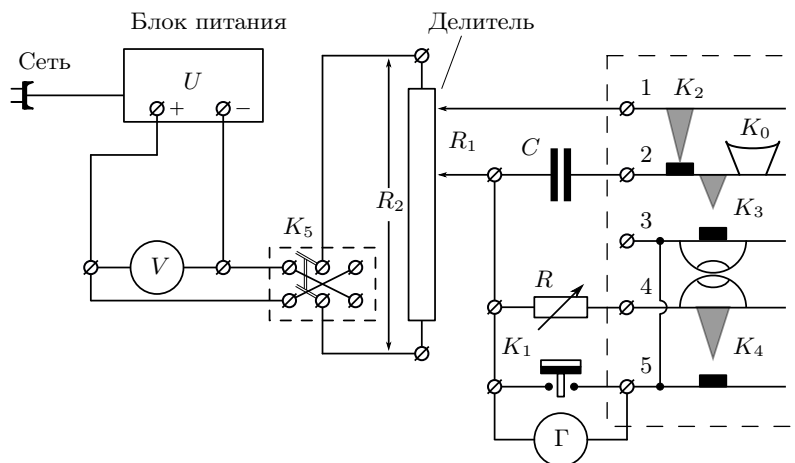 Блок питания
Делитель
Сеть
U
+
−
1
K₂
K₀
R₁
C
2
R₂
K₃
K₅
3
V
R
4
K₁
K₄
5
Г